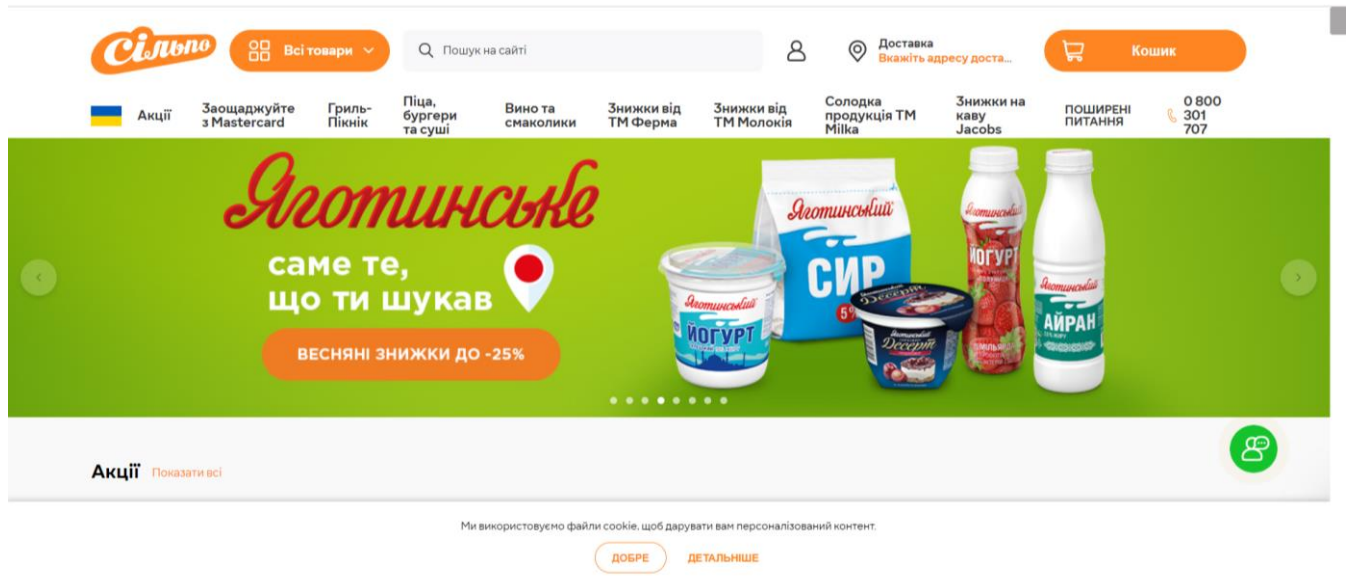 Сільпо
Всі товари
Пошук на сайті
Доставка
Вкажіть адресу доста...
Кошик
Акції
Заощаджуйте
з Mastercard
Гриль-
Пікнік
Піца,
бургери
та суші
Вино та
смаколики
Знижки від
ТМ Ферма
Знижки від
ТМ Молокія
Солодка
продукція ТМ
Milka
Знижки на
каву
Jacobs
ПОШИРЕНІ
ПИТАННЯ
0 800
301
707
Яготинське
саме те,
що ти шукав
ВЕСНЯНІ ЗНИЖКИ ДО -25%
Яготинський
СИР
5%
Яготинський
ЙОГУРТ
Десерт
Яготинський
Десерт
Яготинський
ЙОГУРТ
Яготинський
АЙРАН
Акції
Показати всі
Ми використовуємо файли cookie, щоб дарувати вам персоналізований контент.
ДОБРЕ
ДЕТАЛЬНІШЕ